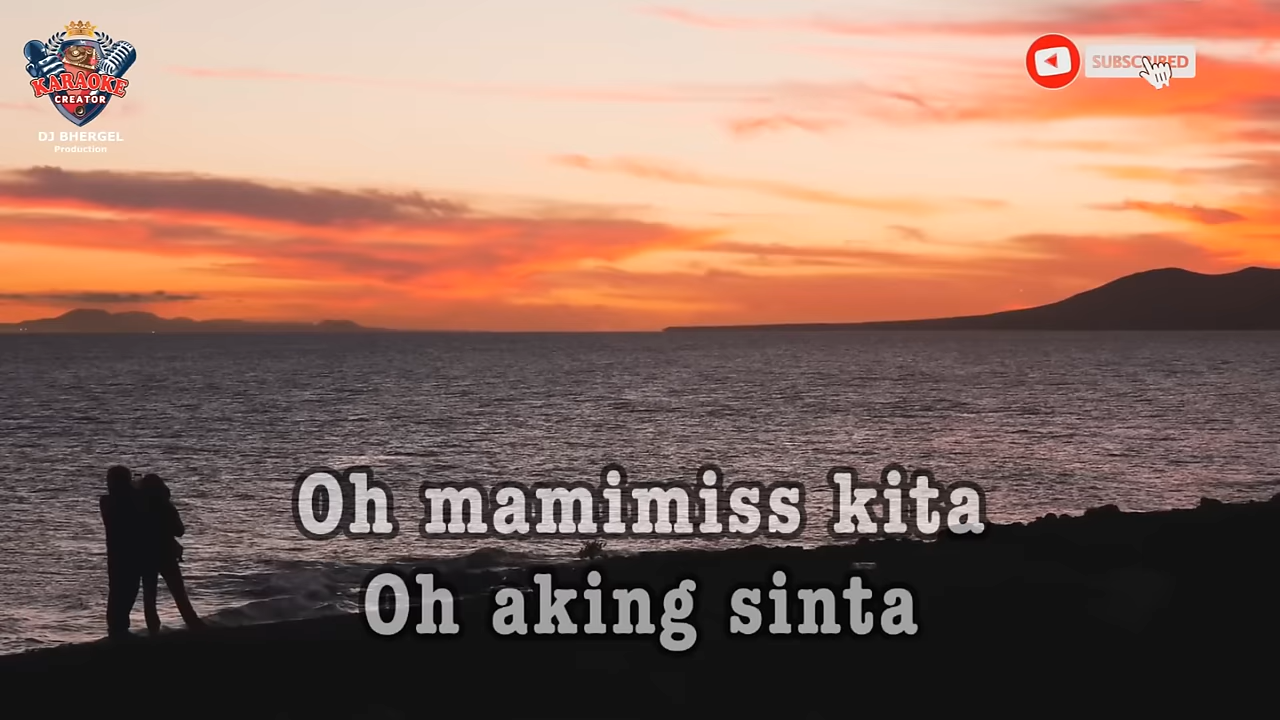 KARAOKE
CREATOR
DJ BHERGEL
Production
SUBSCRIBED
Oh mamimiss kita
Oh aking sinta